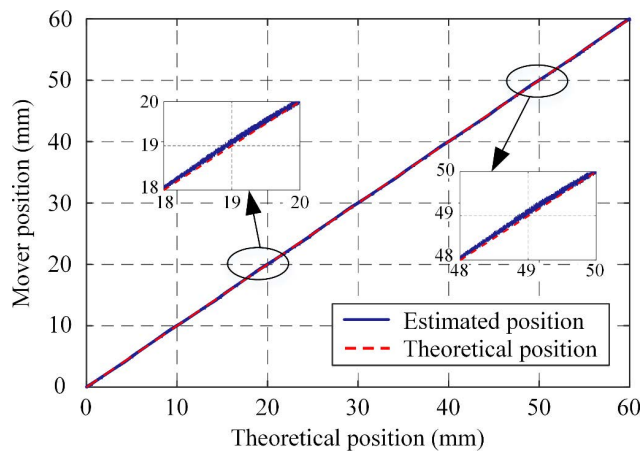 60
50
40
30
20
10
0
Mover position (mm)
20
19
18
18 19 20
50
49
48
48 49 50
Estimated position
Theoretical position
0 10 20 30 40 50 60
Theoretical position (mm)